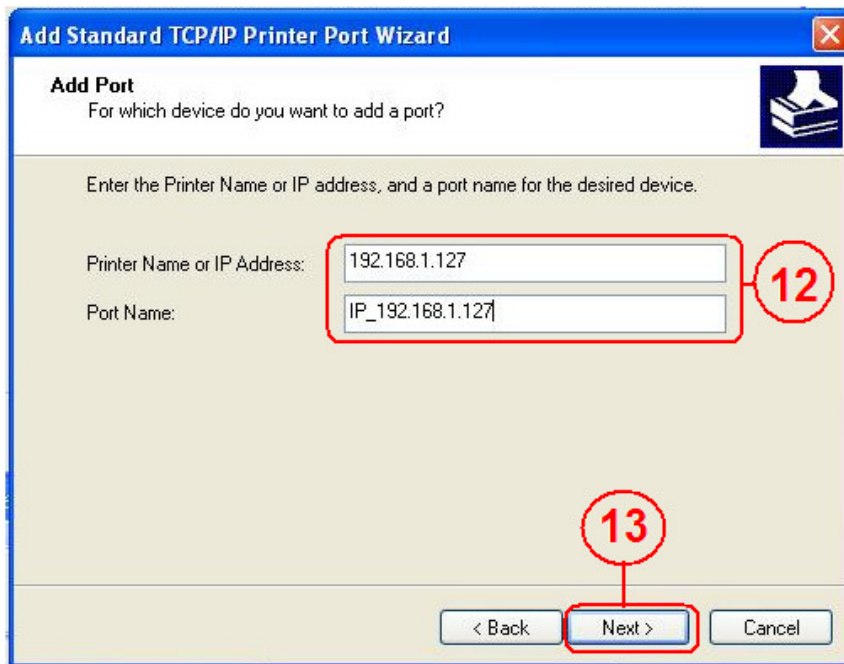 Add Standard TCP/IP Printer Port Wizard
Add Port
For which device do you want to add a port?
Enter the Printer Name or IP address, and a port name for the desired device.
Printer Name or IP Address: 192.168.1.127
12
Port Name: IP_192.168.1.127
13
< Back Next > Cancel